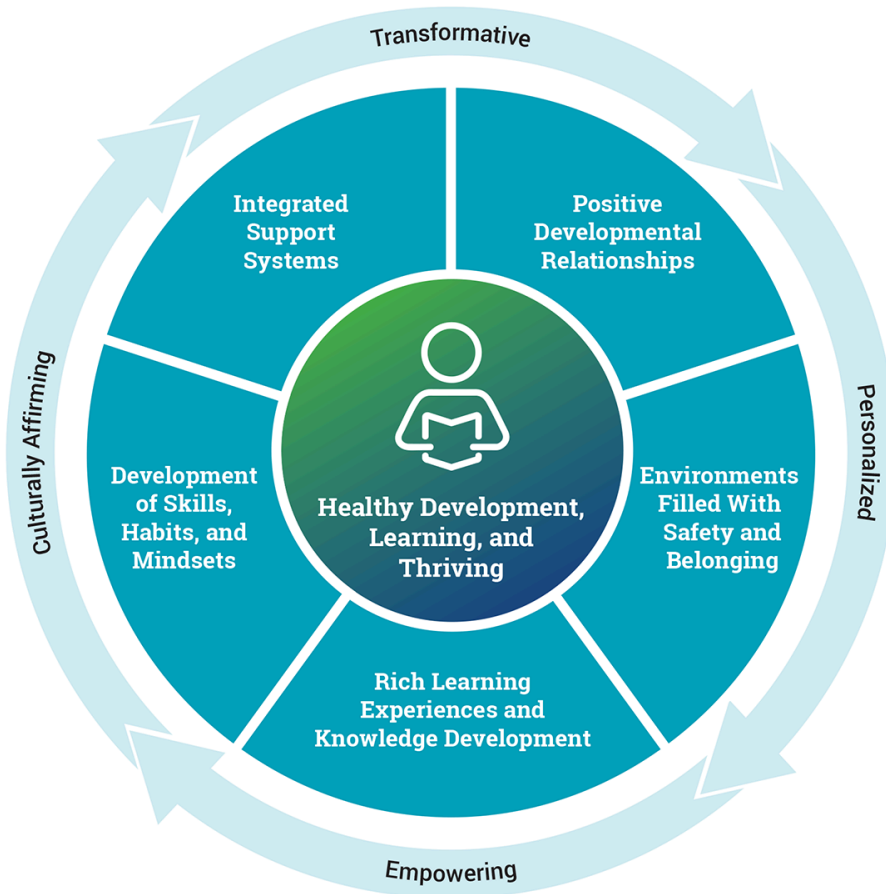 Transformative
Integrated
Support
Systems
Positive
Developmental
Relationships
Culturally Affirming
Personalized
Development
of Skills,
Habits, and
Mindsets
Healthy Development,
Learning, and
Thriving
Environments
Filled With
Safety and
Belonging
Rich Learning
Experiences and
Knowledge Development
Empowering